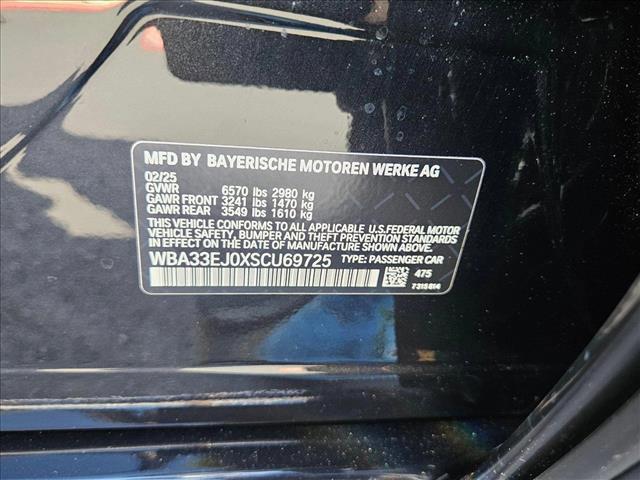 MFD BY BAYERISCHE MOTOREN WERKE AG
02/25
GVWR 6570 lbs 2980 kg
GAWR FRONT 3241 lbs 1470 kg
GAWR REAR 3549 lbs 1610 kg
THIS VEHICLE CONFORMS TO ALL APPLICABLE U.S.FEDERAL MOTOR
VEHICLE SAFETY, BUMPER AND THEFT PREVENTION STANDARDS
IN EFFECT ON THE DATE OF MANUFACTURE SHOWN ABOVE.
WBA33EJ0XSCU69725 TYPE: PASSENGER CAR
475
7315814